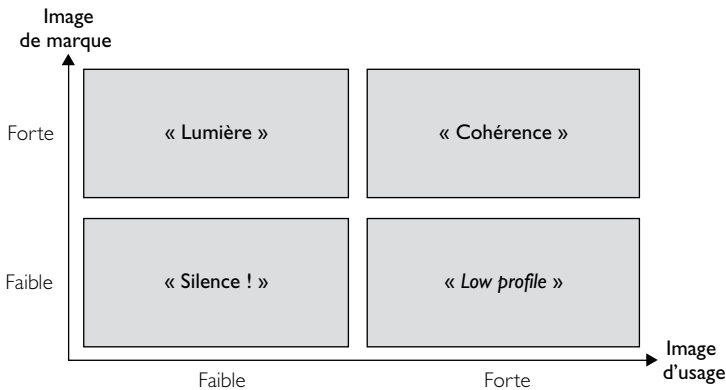 Image
de marque
Forte
« Lumière »
« Cohérence »
Faible
« Silence ! »
« Low profile »
Faible
Forte
Image
d’usage